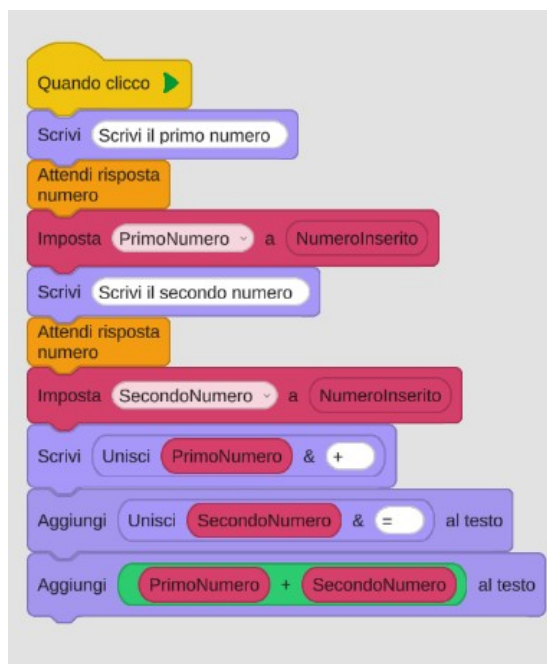 Quando clicco
Scrivi Scrivi il primo numero
Attendi risposta
numero
Imposta PrimoNumero a NumeroInserito
Scrivi Scrivi il secondo numero
Attendi risposta
numero
Imposta SecondoNumero a NumeroInserito
Scrivi Unisci PrimoNumero & +
Aggiungi Unisci SecondoNumero & = al testo
Aggiungi PrimoNumero + SecondoNumero al testo